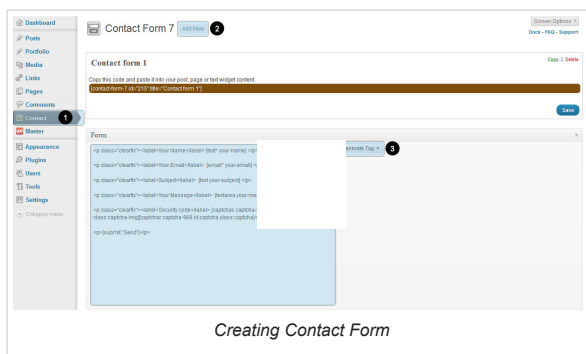 Dashboard
Posts
Portfolio
Media
Links
Pages
Comments
Contact 1
Master
Appearance
Plugins
Users
Tools
Settings
Collapse menu
Screen Options
Contact Form 7 Add New 2
Docs - FAQ - Support
Contact form 1
Copy | Delete
Copy this code and paste it into your post, page or text widget content.
[contact-form-7 id="215" title="Contact form 1"]
Save
Form
<p class="clearfix"><label>Your Name</label> [text* your-name] </p>
<p class="clearfix"><label>Your Email</label> [email* your-email] <
<p class="clearfix"><label>Subject</label> [text your-subject] </p>
<p class="clearfix"><label>Your Message</label> [textarea your-me
<p class="clearfix"><label>Security code</label> [captchac captcha-
class:captcha-img][captchar captcha-909 id:captcha class:captcha]<
<p>[submit "Send"]</p>
enerate Tag 3
Creating Contact Form